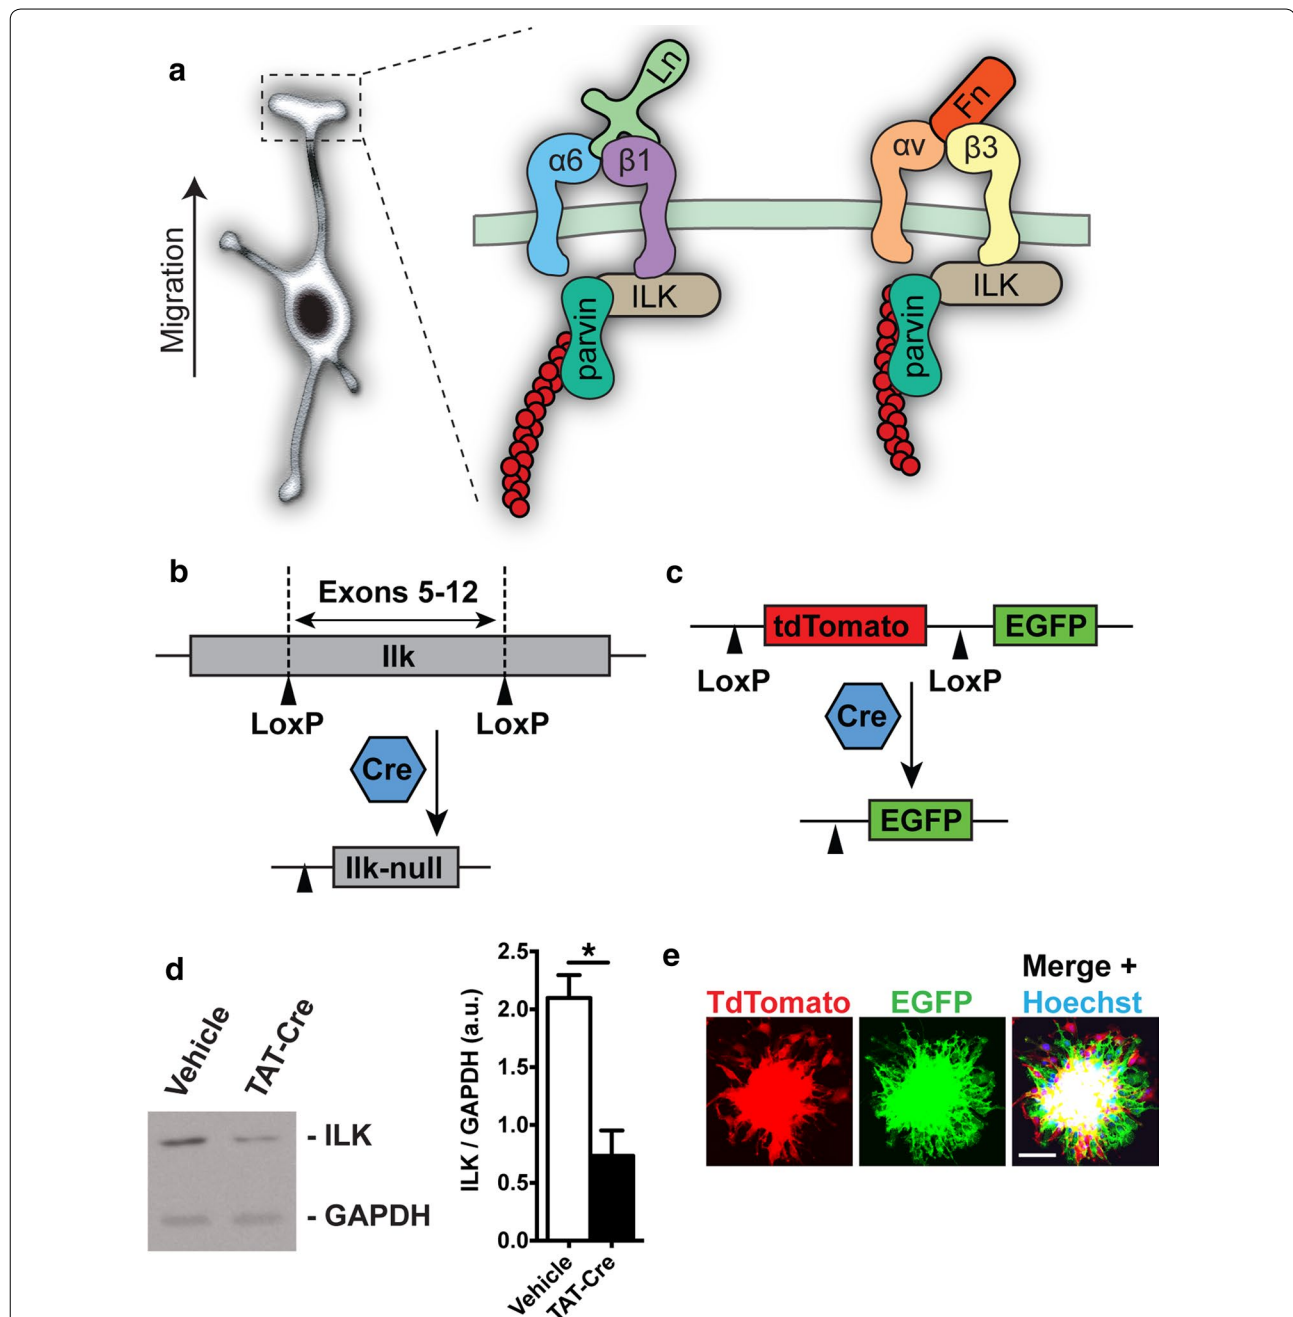 a
Migration
Ln
α6
β1
ILK
parvin
Fn
αv
β3
ILK
parvin
b
Exons 5-12
Ilk
LoxP
LoxP
Cre
Ilk-null
c
tdTomato
EGFP
LoxP
LoxP
Cre
EGFP
d
Vehicle
TAT-Cre
- ILK
- GAPDH
ILK / GAPDH (a.u.)
2.5
2.0
1.5
1.0
0.5
0.0
*
Vehicle
TAT-Cre
e
TdTomato
EGFP
Merge +
Hoechst